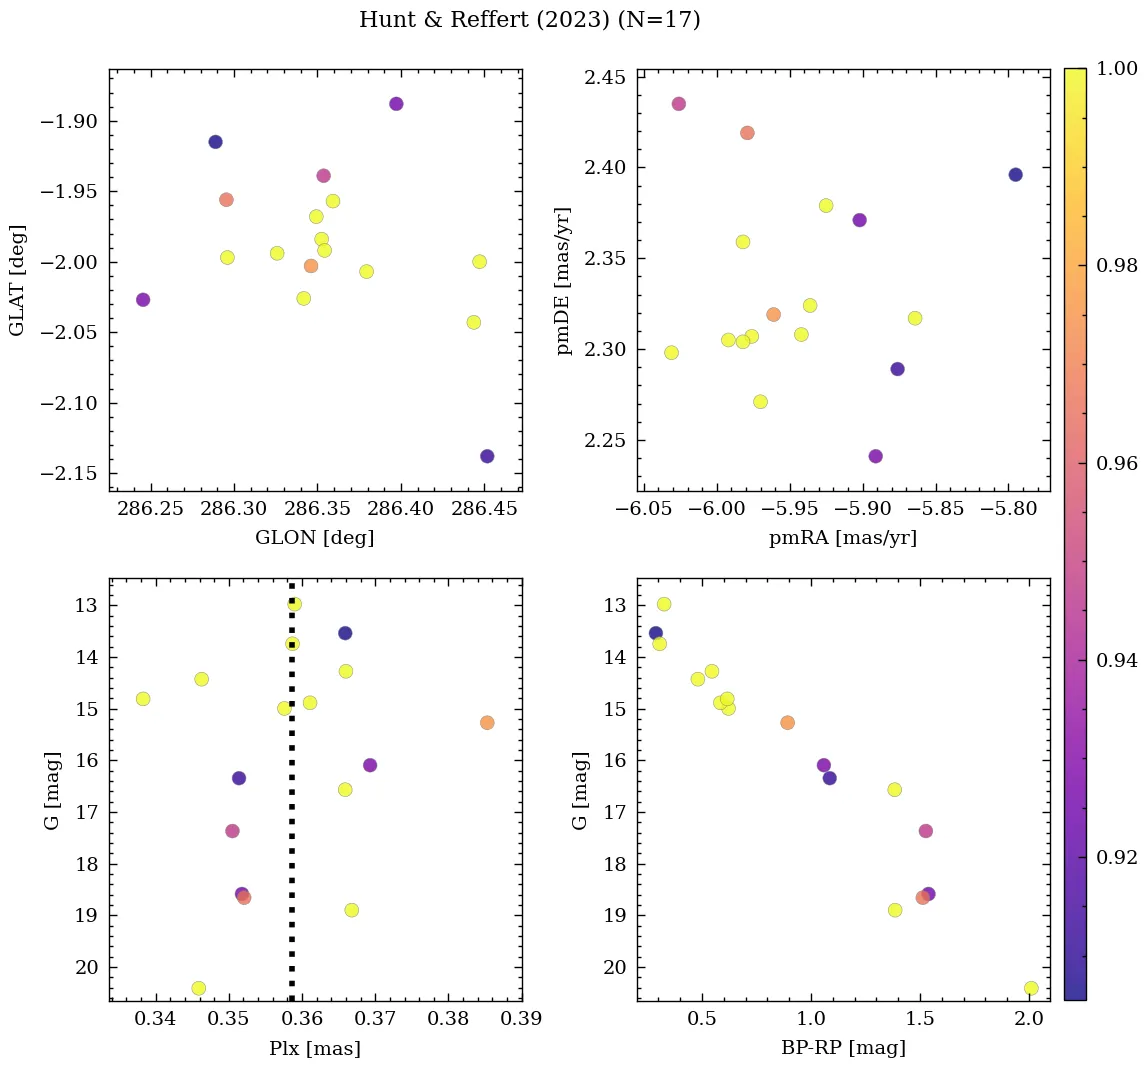 Hunt & Reffert (2023) (N=17)
−1.90
−1.95
−2.00
−2.05
−2.10
−2.15
GLAT [deg]
286.25 286.30 286.35 286.40 286.45
GLON [deg]
2.45
2.40
2.35
2.30
2.25
pmDE [mas/yr]
−6.05 −6.00 −5.95 −5.90 −5.85 −5.80
pmRA [mas/yr]
13
14
15
16
17
18
19
20
G [mag]
0.34 0.35 0.36 0.37 0.38 0.39
Plx [mas]
13
14
15
16
17
18
19
20
G [mag]
0.5 1.0 1.5 2.0
BP-RP [mag]
1.00
0.98
0.96
0.94
0.92